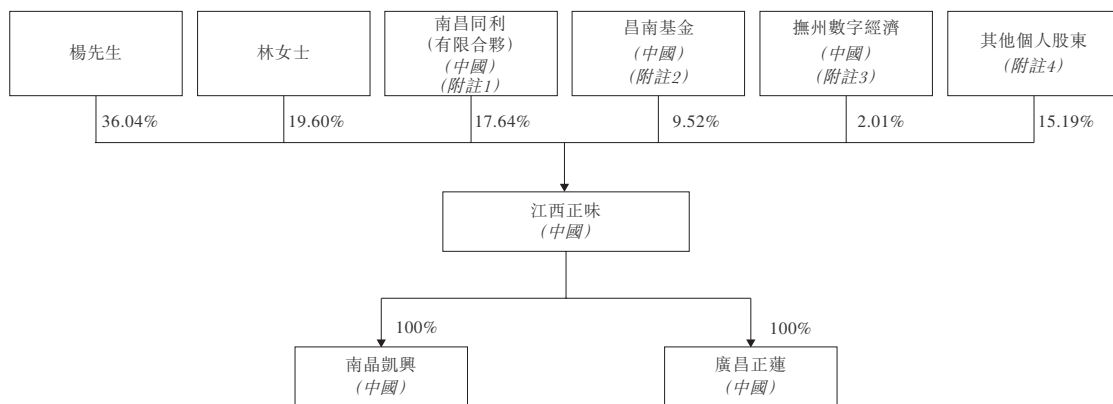 楊先生
林女士
南昌同利
(有限合夥)
(中國)
(附註1)
昌南基金
(中國)
(附註2)
撫州數字經濟
(中國)
(附註3)
其他個人股東
(附註4)
36.04%
19.60%
17.64%
9.52%
2.01%
15.19%
江西正味
(中國)
100%
100%
南晶凱興
(中國)
廣昌正蓮
(中國)